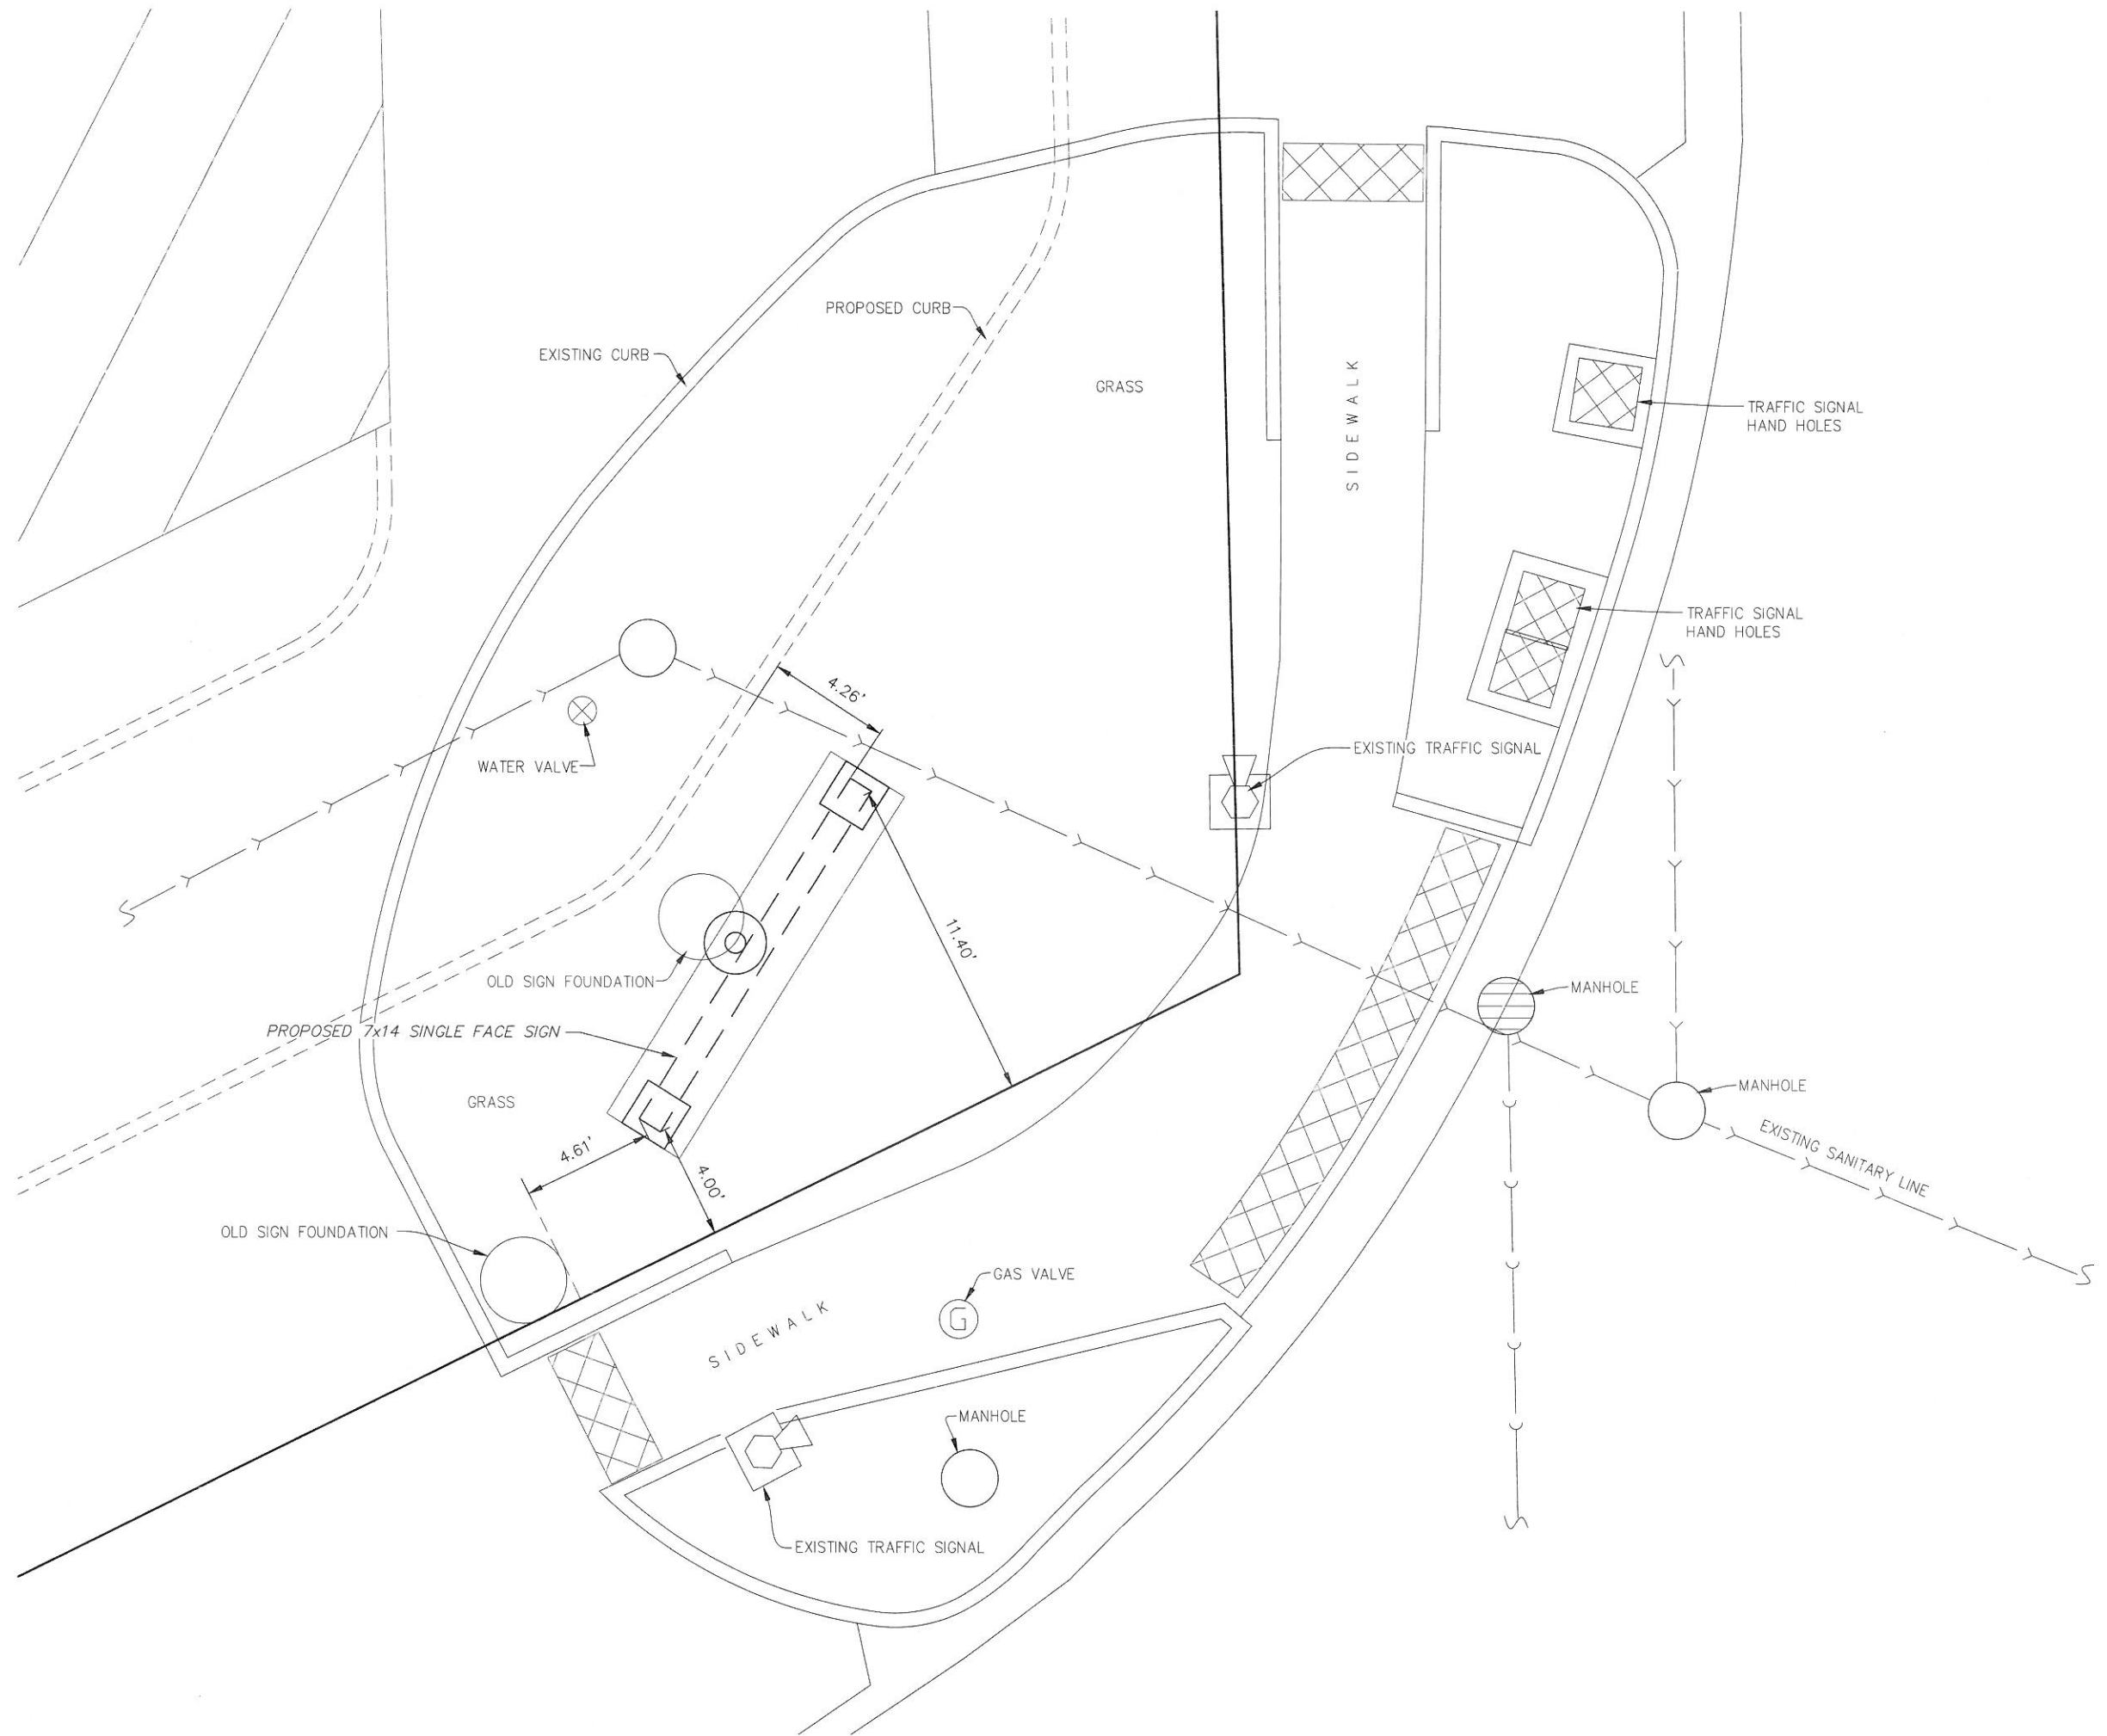 PROPOSED CURB
EXISTING CURB
GRASS
SIDEWALK
TRAFFIC SIGNAL
HAND HOLES
TRAFFIC SIGNAL
HAND HOLES
4.26'
WATER VALVE
EXISTING TRAFFIC SIGNAL
11.40'
OLD SIGN FOUNDATION
MANHOLE
PROPOSED 7x14 SINGLE FACE SIGN
MANHOLE
GRASS
4.61'
4.00'
EXISTING SANITARY LINE
OLD SIGN FOUNDATION
GAS VALVE
G
SIDEWALK
MANHOLE
EXISTING TRAFFIC SIGNAL